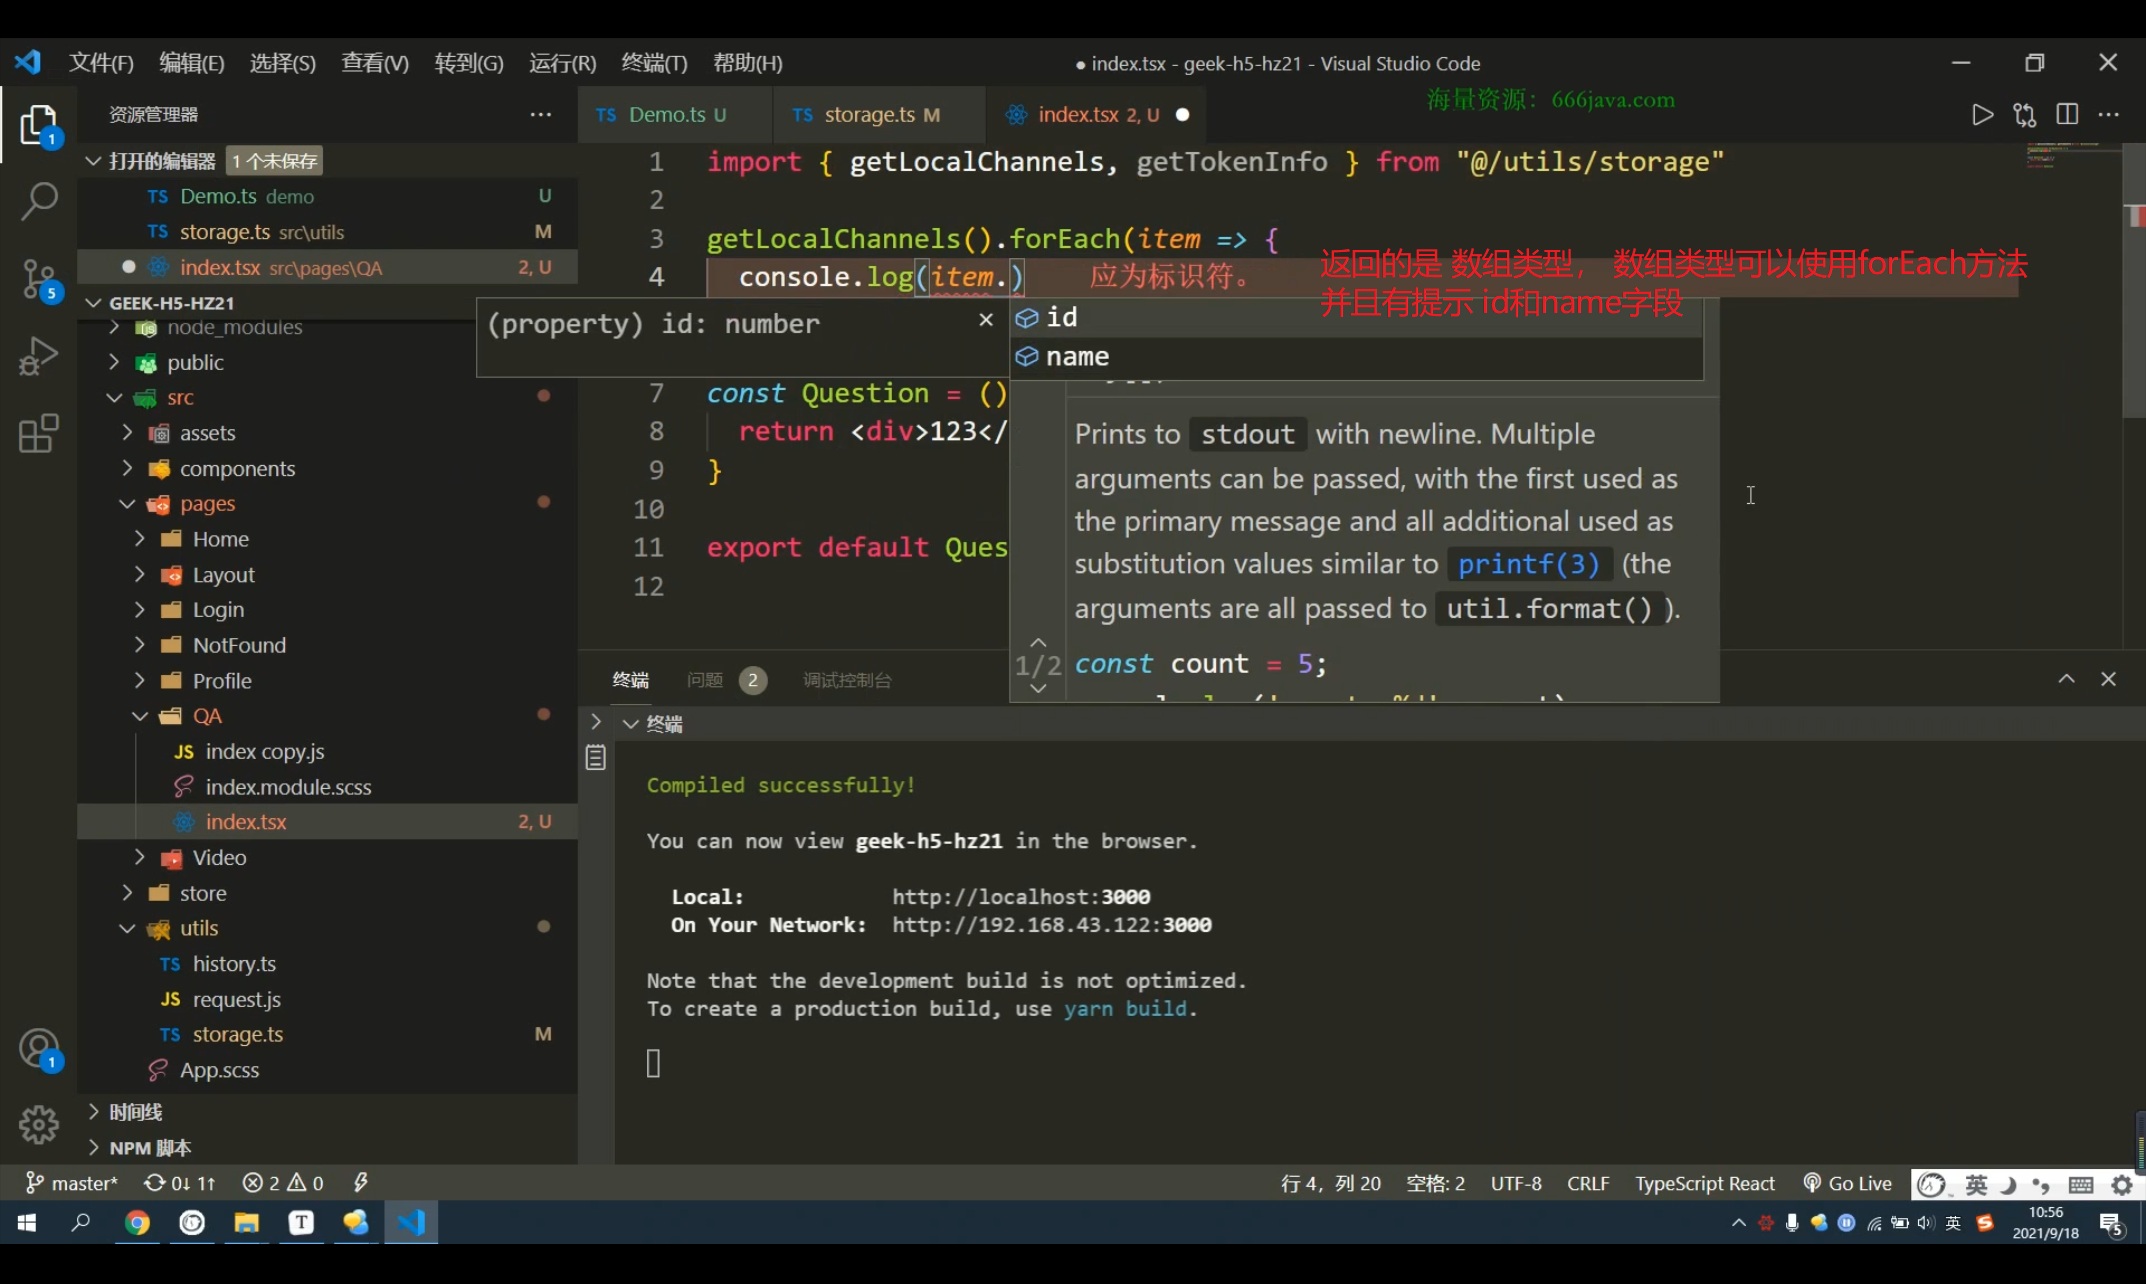 文件(F) 编辑(E) 选择(S) 查看(V) 转到(G) 运行(R) 终端(T) 帮助(H)
● index.tsx - geek-h5-hz21 - Visual Studio Code
海量资源：666java.com
资源管理器 ···
TS Demo.ts U
TS storage.ts M
index.tsx 2, U
打开的编辑器 1 个未保存
TS Demo.ts demo U
TS storage.ts src\utils M
index.tsx src\pages\QA 2, U
GEEK-H5-HZ21
node_modules
public
src
assets
components
pages
Home
Layout
Login
NotFound
Profile
QA
JS index copy.js
index.module.scss
index.tsx 2, U
Video
store
utils
TS history.ts
JS request.js
TS storage.ts M
App.scss
时间线
NPM 脚本
1
5
1
1 import { getLocalChannels, getTokenInfo } from "@/utils/storage"
2
3 getLocalChannels().forEach(item => {
4 console.log(item.) 应为标识符。
返回的是 数组类型， 数组类型可以使用forEach方法
并且有提示 id和name字段
(property) id: number ×
id
name
7 const Question = ()
8 return <div>123</
9 }
10
11 export default Ques
12
Prints to stdout with newline. Multiple
arguments can be passed, with the first used as
the primary message and all additional used as
substitution values similar to printf(3) (the
arguments are all passed to util.format() ).
1/2 const count = 5;
终端 问题 2 调试控制台
终端
Compiled successfully!
You can now view geek-h5-hz21 in the browser.
Local: http://localhost:3000
On Your Network: http://192.168.43.122:3000
Note that the development build is not optimized.
To create a production build, use yarn build.
master* 0↓ 1↑ 2 0
行 4，列 20 空格: 2 UTF-8 CRLF TypeScript React Go Live 英
T
英
10:56
2021/9/18
5